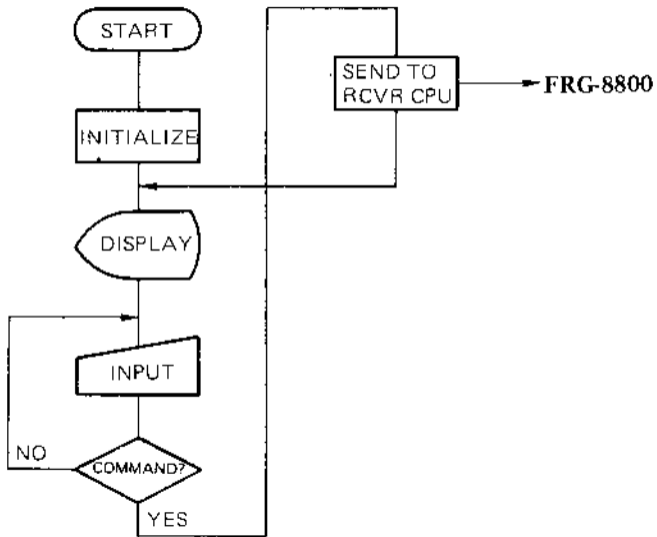 START
SEND TO
RCVR CPU
FRG-8800
INITIALIZE
DISPLAY
INPUT
NO
COMMAND?
YES